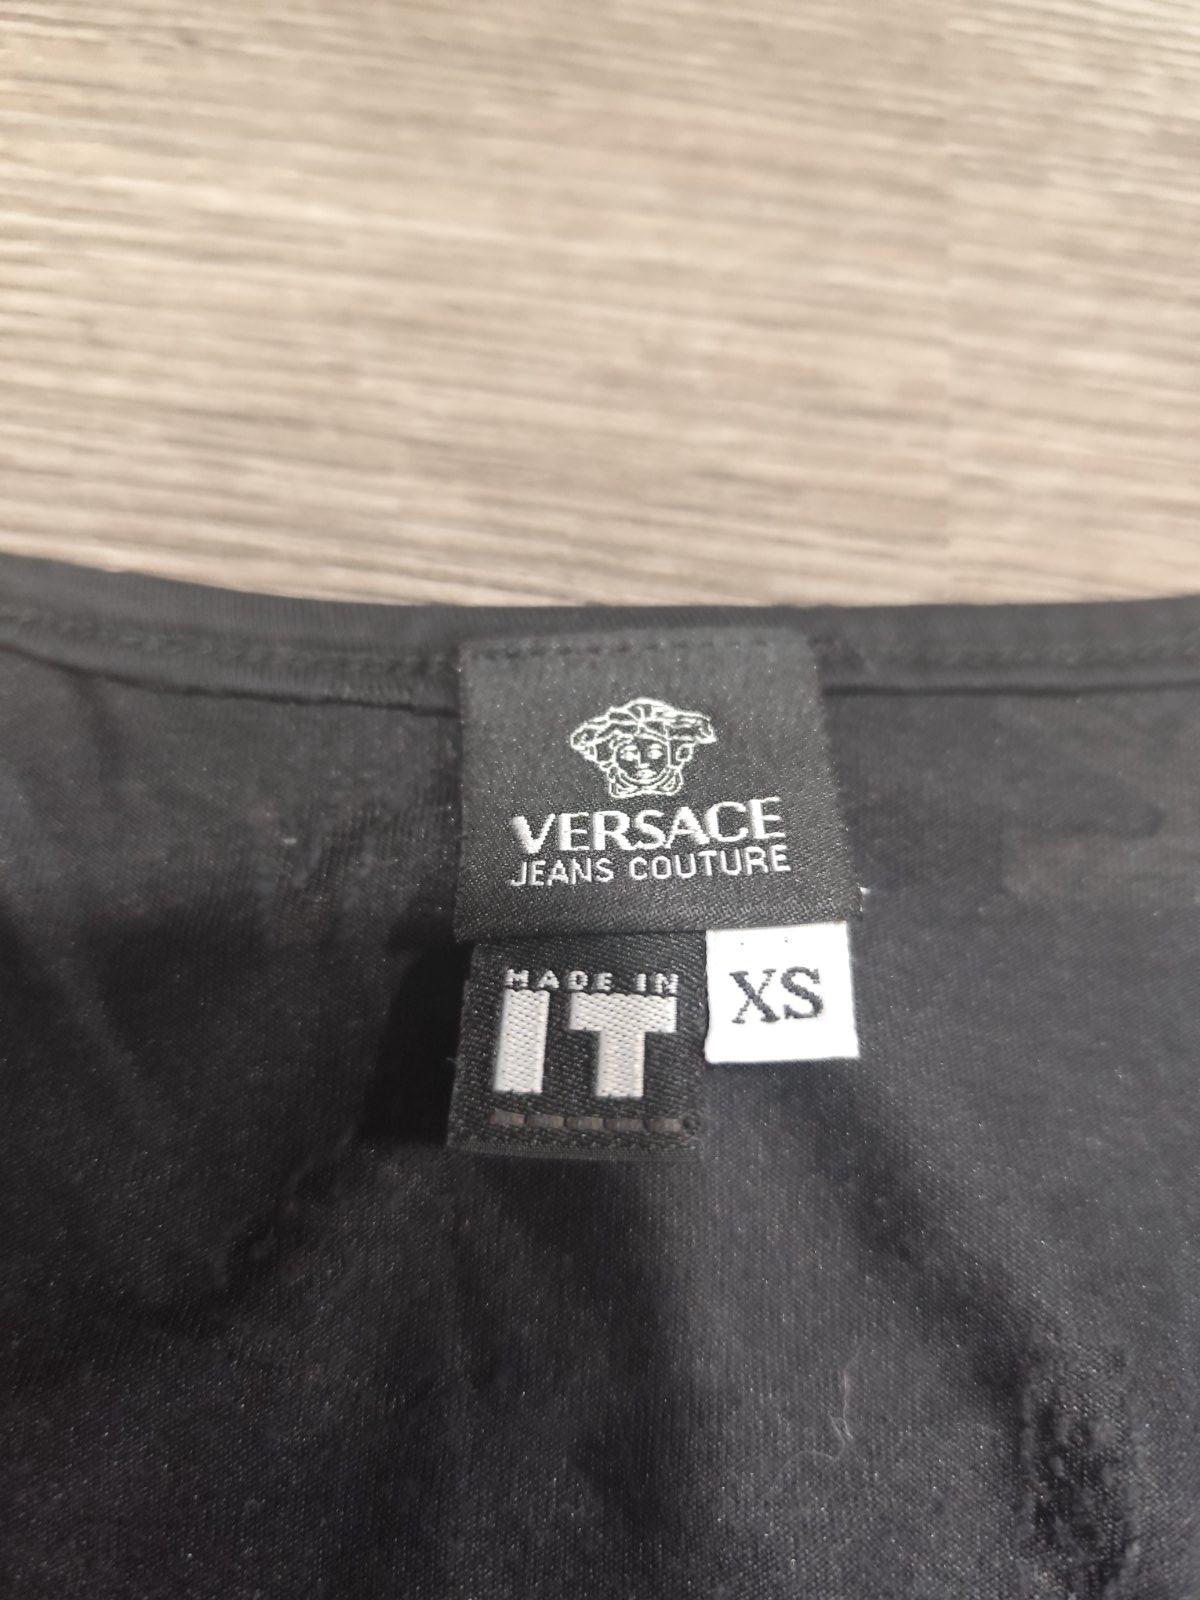 VERSACE
JEANS COUTURE
MADE IN
IT
XS